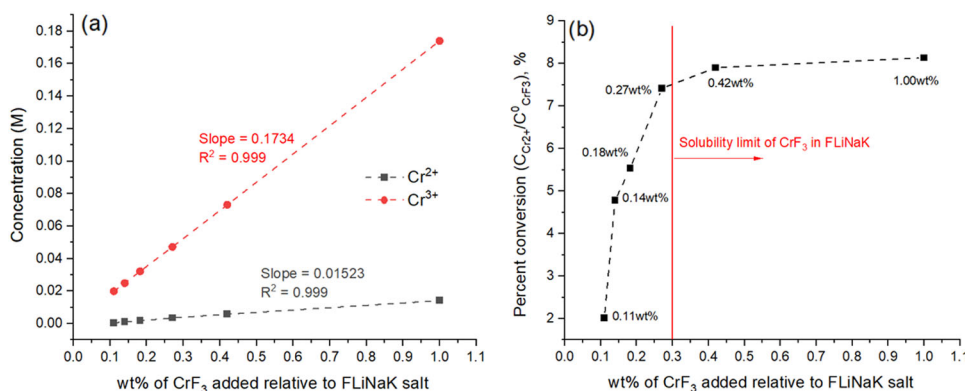 (a)
Concentration (M)
0.18
0.16
0.14
0.12
0.10
0.08
0.06
0.04
0.02
0.00
Slope = 0.1734
R² = 0.999
Cr²⁺
Cr³⁺
Slope = 0.01523
R² = 0.999
0.0 0.1 0.2 0.3 0.4 0.5 0.6 0.7 0.8 0.9 1.0 1.1
wt% of CrF₃ added relative to FLiNaK salt
(b)
Percent conversion (C_Cr2+/C⁰_CrF3), %
9
8
7
6
5
4
3
2
0.27wt%
0.42wt%
1.00wt%
0.18wt%
Solubility limit of CrF₃ in FLiNaK
0.14wt%
0.11wt%
0.0 0.1 0.2 0.3 0.4 0.5 0.6 0.7 0.8 0.9 1.0 1.1
wt% of CrF₃ added relative to FLiNaK salt